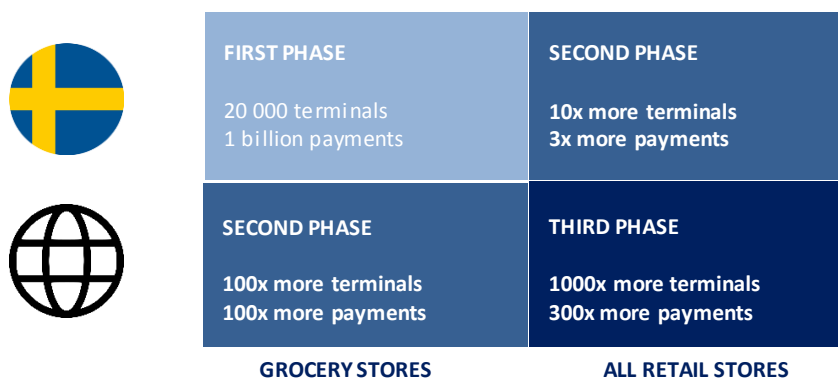 FIRST PHASE
20 000 terminals
1 billion payments
SECOND PHASE
10x more terminals
3x more payments
SECOND PHASE
100x more terminals
100x more payments
THIRD PHASE
1000x more terminals
300x more payments
GROCERY STORES
ALL RETAIL STORES